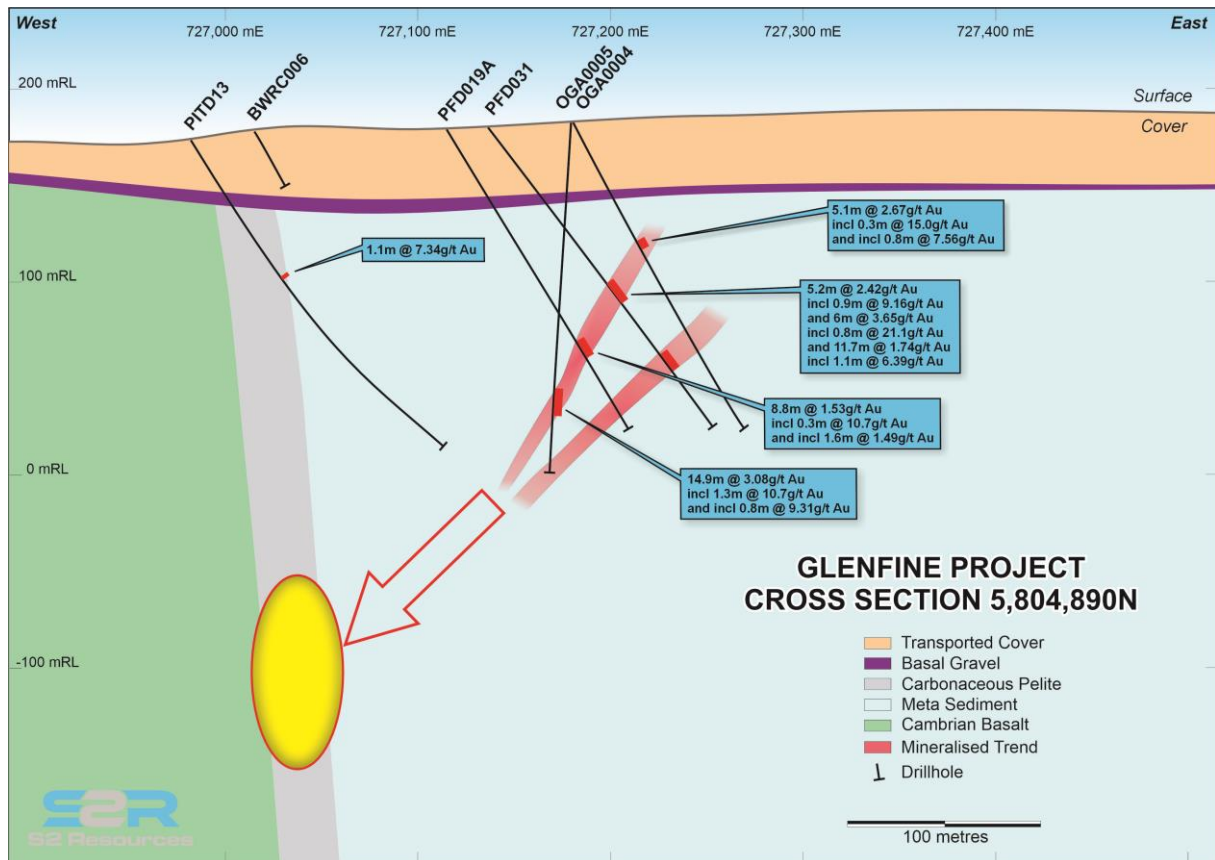 West
727,000 mE
727,100 mE
727,200 mE
727,300 mE
727,400 mE
East
200 mRL
PITD13
BWRC006
PFD019A
PFD031
OGA0005
OGA0004
Surface
Cover
5.1m @ 2.67g/t Au
incl 0.3m @ 15.0g/t Au
and incl 0.8m @ 7.56g/t Au
1.1m @ 7.34g/t Au
100 mRL
5.2m @ 2.42g/t Au
incl 0.9m @ 9.16g/t Au
and 6m @ 3.65g/t Au
incl 0.8m @ 21.1g/t Au
and 11.7m @ 1.74g/t Au
incl 1.1m @ 6.39g/t Au
8.8m @ 1.53g/t Au
incl 0.3m @ 10.7g/t Au
and incl 1.6m @ 1.49g/t Au
0 mRL
14.9m @ 3.08g/t Au
incl 1.3m @ 10.7g/t Au
and incl 0.8m @ 9.31g/t Au
GLENFINE PROJECT
CROSS SECTION 5,804,890N
Transported Cover
Basal Gravel
Carbonaceous Pelite
Meta Sediment
Cambrian Basalt
Mineralised Trend
Drillhole
-100 mRL
S2R
S2 Resources
100 metres